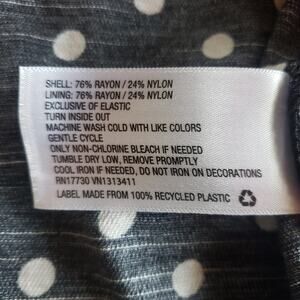 SHELL: 76% RAYON / 24% NYLON
LINING: 76% RAYON / 24% NYLON
EXCLUSIVE OF ELASTIC
TURN INSIDE OUT
MACHINE WASH COLD WITH LIKE COLORS
GENTLE CYCLE
ONLY NON-CHLORINE BLEACH IF NEEDED
TUMBLE DRY LOW, REMOVE PROMPTLY
COOL IRON IF NEEDED, DO NOT IRON ON DECORATIONS
RN17730 VN1313411
LABEL MADE FROM 100% RECYCLED PLASTIC